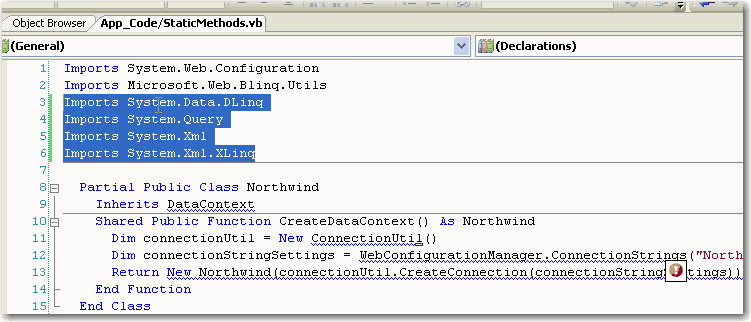 Object Browser App_Code/StaticMethods.vb
(General) (Declarations)
1 Imports System.Web.Configuration
2 Imports Microsoft.Web.Blinq.Utils
3 Imports System.Data.DLinq
4 Imports System.Query
5 Imports System.Xml
6 Imports System.Xml.XLinq
7
8 Partial Public Class Northwind
9 Inherits DataContext
10 Shared Public Function CreateDataContext() As Northwind
11 Dim connectionUtil = New ConnectionUtil()
12 Dim connectionStringSettings = WebConfigurationManager.ConnectionStrings("North
13 Return New Northwind(connectionUtil.CreateConnection(connectionString tings))
14 End Function
15 End Class